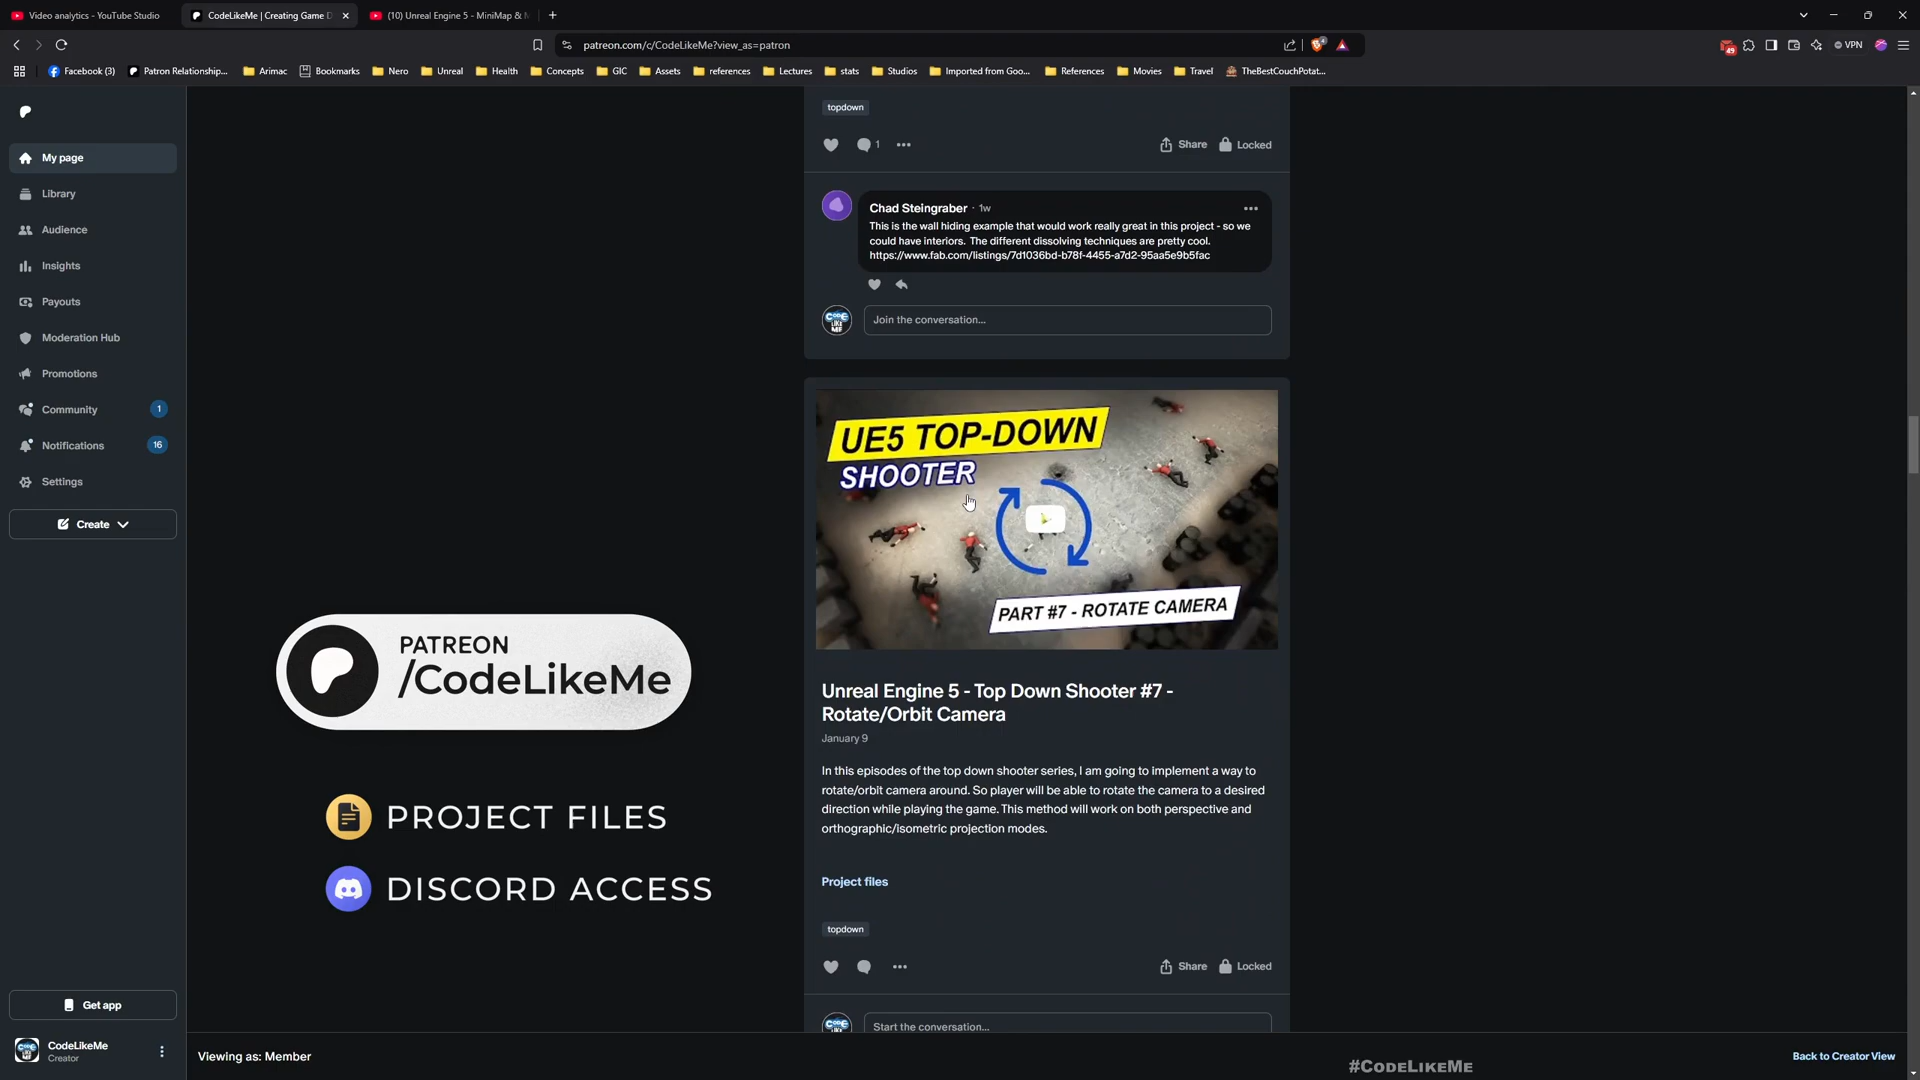 Video analytics - YouTube Studio
CodeLikeMe | Creating Game D
(10) Unreal Engine 5 - MiniMap & M
patreon.com/c/CodeLikeMe?view_as=patron
4
49
VPN
Facebook (3)
Patron Relationship...
Arimac
Bookmarks
Nero
Unreal
Health
Concepts
GIC
Assets
references
Lectures
stats
Studios
Imported from Goo...
References
Movies
Travel
TheBestCouchPotat...
My page
Library
Audience
Insights
Payouts
Moderation Hub
Promotions
Community 1
Notifications 16
Settings
Create
Get app
CodeLikeMe
Creator
topdown
1
Share
Locked
Chad Steingraber · 1w
This is the wall hiding example that would work really great in this project - so we
could have interiors. The different dissolving techniques are pretty cool.
https://www.fab.com/listings/7d1036bd-b78f-4455-a7d2-95aa5e9b5fac
CODE
LIKE
ME
Join the conversation...
UE5 TOP-DOWN
SHOOTER
PART #7 - ROTATE CAMERA
Unreal Engine 5 - Top Down Shooter #7 -
Rotate/Orbit Camera
January 9
In this episodes of the top down shooter series, I am going to implement a way to
rotate/orbit camera around. So player will be able to rotate the camera to a desired
direction while playing the game. This method will work on both perspective and
orthographic/isometric projection modes.
Project files
topdown
Share
Locked
Start the conversation...
PATREON
/CodeLikeMe
PROJECT FILES
DISCORD ACCESS
Viewing as: Member
#CodeLikeMe
Back to Creator View